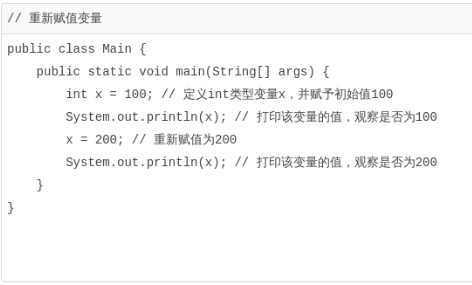 // 重新赋值变量
public class Main {
    public static void main(String[] args) {
        int x = 100; // 定义int类型变量x，并赋予初始值100
        System.out.println(x); // 打印该变量的值，观察是否为100
        x = 200; // 重新赋值为200
        System.out.println(x); // 打印该变量的值，观察是否为200
    }
}